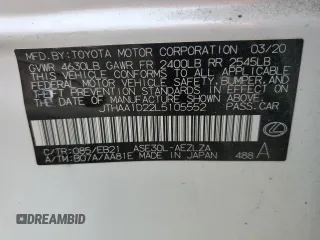 MFD. BY: TOYOTA MOTOR CORPORATION 03/20
GVWR 4630LB GAWR FR 2400LB RR 2545LB
THIS VEHICLE CONFORMS TO ALL APPLICABLE
FEDERAL MOTOR VEHICLE SAFETY, BUMPER, AND
THEFT PREVENTION STANDARDS IN EFFECT ON
THE DATE OF MANUFACTURE SHOWN ABOVE.
JTHAA1D22L5105552 PASS.CAR
C/TR:085/EB21 ASE30L-AEZLZA
A/TM:B07A/AA81E MADE IN JAPAN 488 A